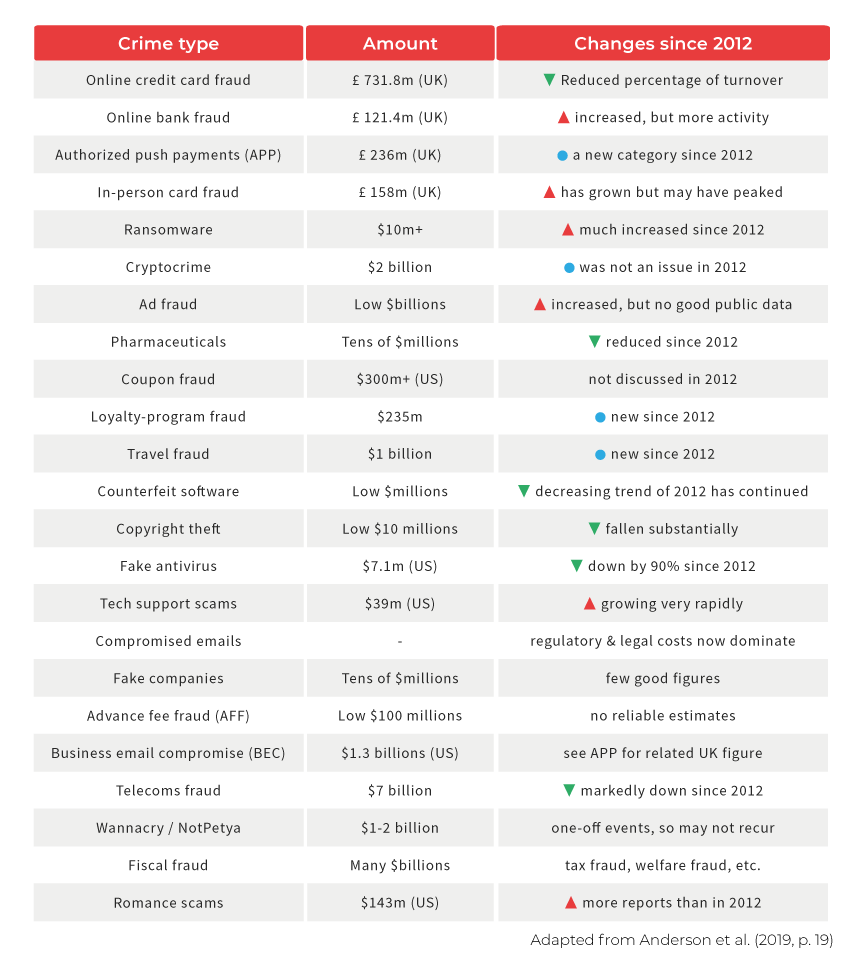 Crime type Amount Changes since 2012
Online credit card fraud £ 731.8m (UK) Reduced percentage of turnover
Online bank fraud £ 121.4m (UK) increased, but more activity
Authorized push payments (APP) £ 236m (UK) a new category since 2012
In-person card fraud £ 158m (UK) has grown but may have peaked
Ransomware $10m+ much increased since 2012
Cryptocrime $2 billion was not an issue in 2012
Ad fraud Low $billions increased, but no good public data
Pharmaceuticals Tens of $millions reduced since 2012
Coupon fraud $300m+ (US) not discussed in 2012
Loyalty-program fraud $235m new since 2012
Travel fraud $1 billion new since 2012
Counterfeit software Low $millions decreasing trend of 2012 has continued
Copyright theft Low $10 millions fallen substantially
Fake antivirus $7.1m (US) down by 90% since 2012
Tech support scams $39m (US) growing very rapidly
Compromised emails - regulatory & legal costs now dominate
Fake companies Tens of $millions few good figures
Advance fee fraud (AFF) Low $100 millions no reliable estimates
Business email compromise (BEC) $1.3 billions (US) see APP for related UK figure
Telecoms fraud $7 billion markedly down since 2012
Wannacry / NotPetya $1-2 billion one-off events, so may not recur
Fiscal fraud Many $billions tax fraud, welfare fraud, etc.
Romance scams $143m (US) more reports than in 2012
Adapted from Anderson et al. (2019, p. 19)